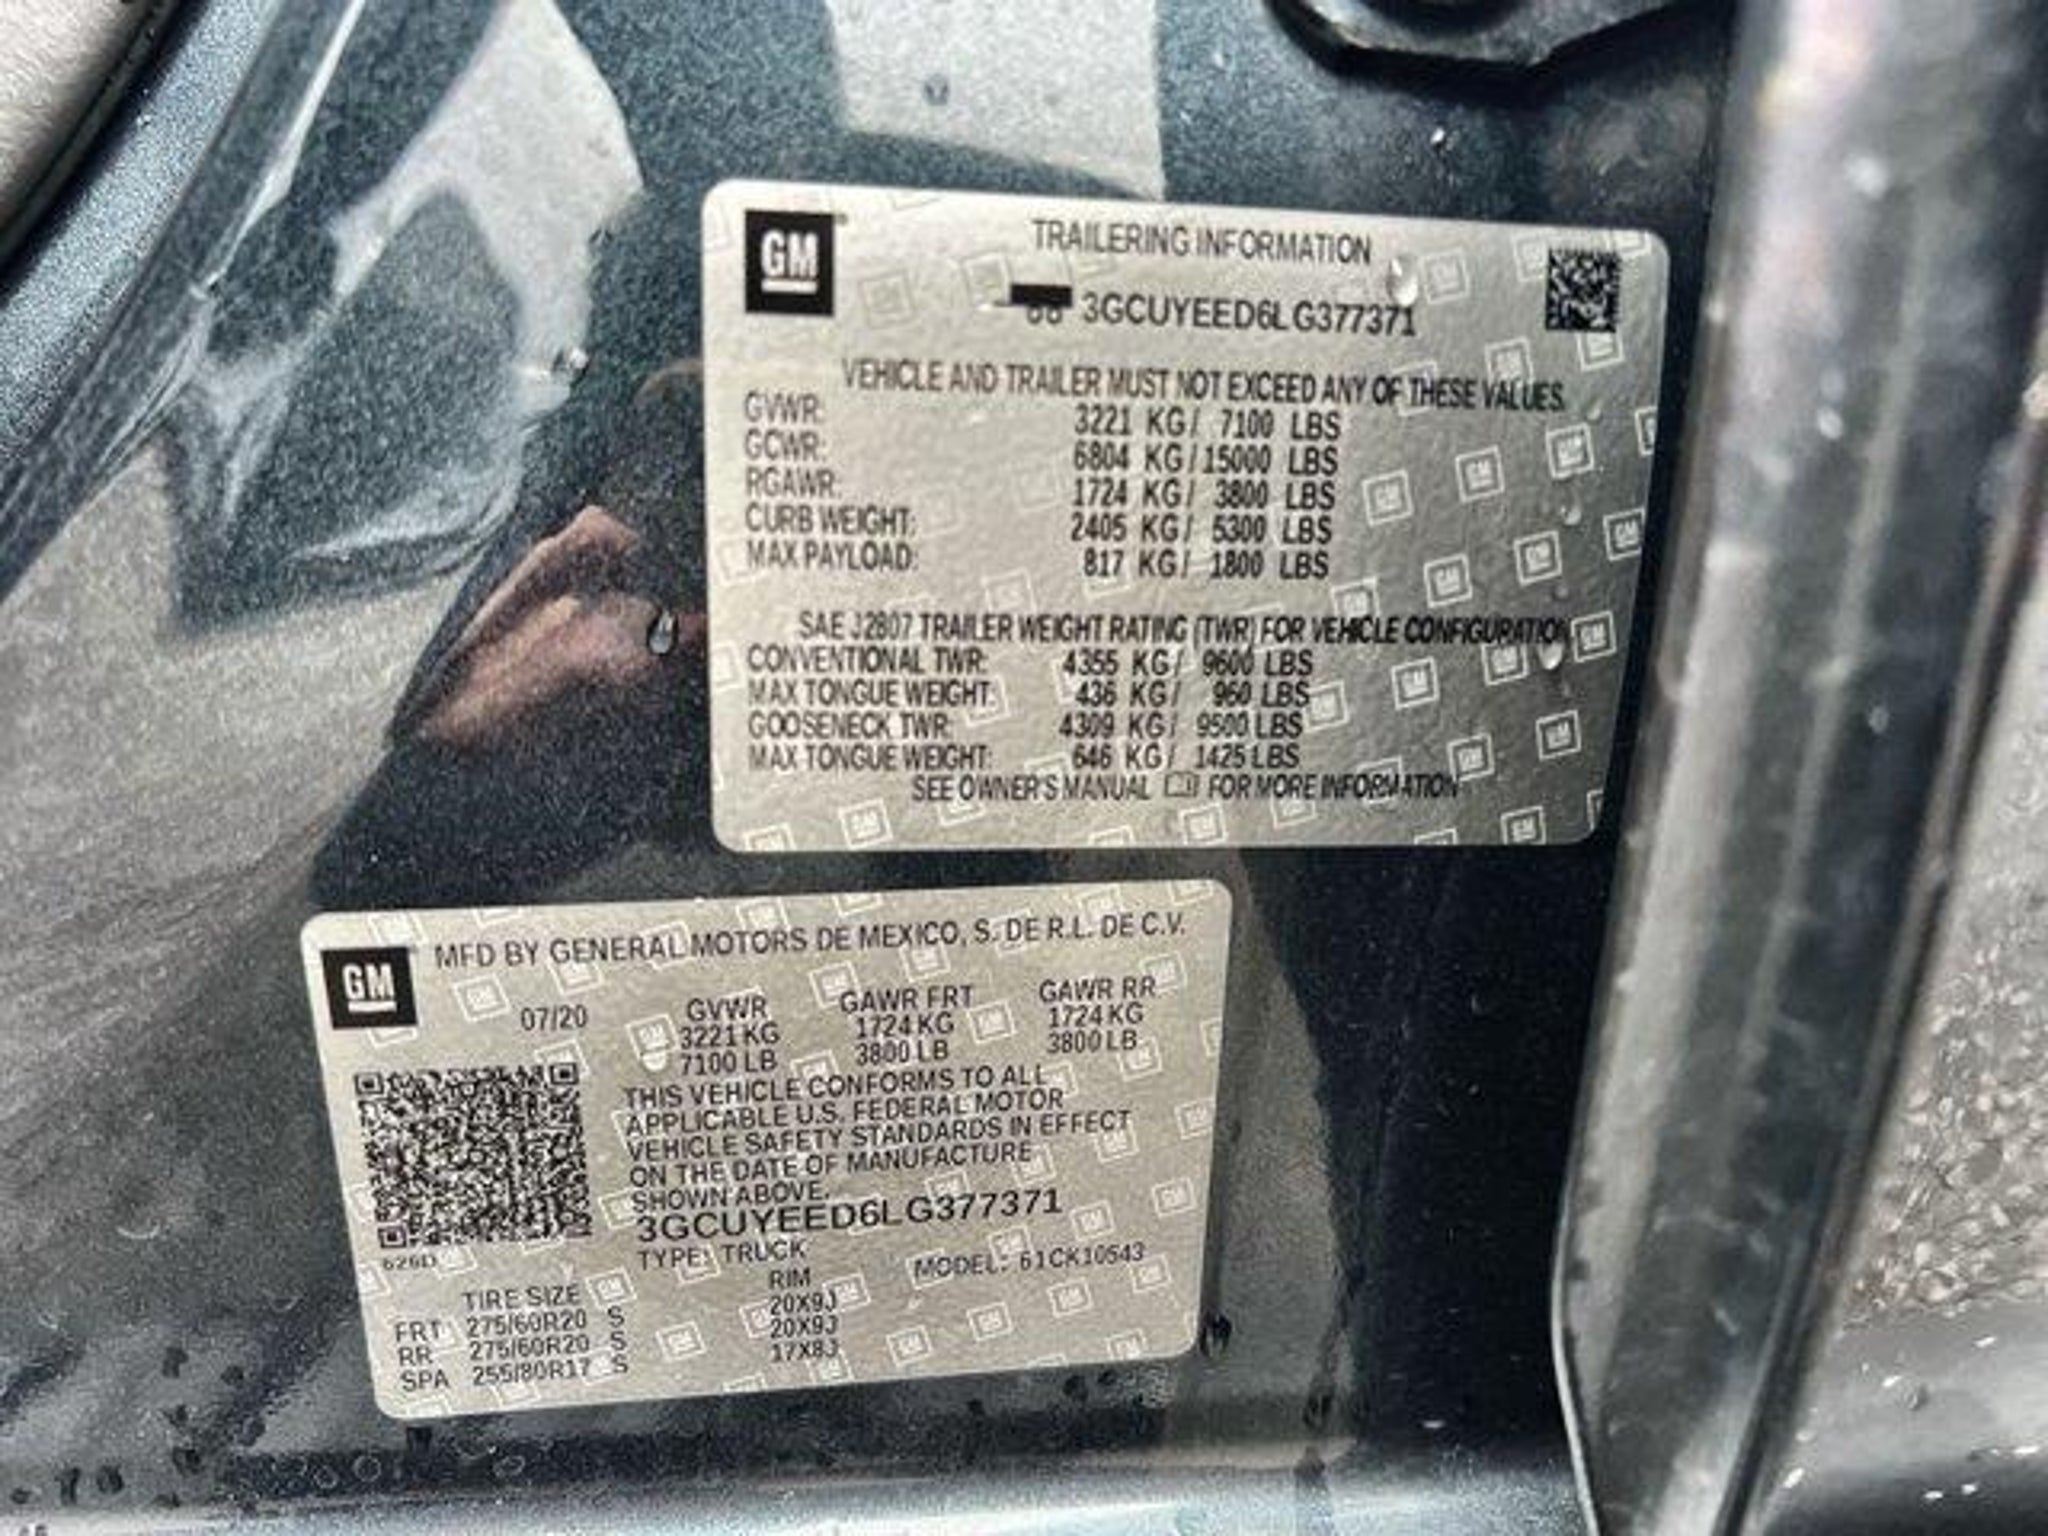 GM
TRAILERING INFORMATION
3GCUYEED6LG377371
VEHICLE AND TRAILER MUST NOT EXCEED ANY OF THESE VALUES.
GVWR: 3221 KG / 7100 LBS
GCWR: 6804 KG / 15000 LBS
RGAWR: 1724 KG / 3800 LBS
CURB WEIGHT: 2405 KG / 5300 LBS
MAX PAYLOAD: 817 KG / 1800 LBS
SAE J2807 TRAILER WEIGHT RATING (TWR) FOR VEHICLE CONFIGURATION
CONVENTIONAL TWR: 4355 KG / 9600 LBS
MAX TONGUE WEIGHT: 436 KG / 960 LBS
GOOSENECK TWR: 4309 KG / 9500 LBS
MAX TONGUE WEIGHT: 646 KG / 1425 LBS
SEE OWNER'S MANUAL FOR MORE INFORMATION
GM
MFD BY GENERAL MOTORS DE MEXICO, S. DE R.L. DE C.V.
07/20 GVWR GAWR FRT GAWR RR
3221 KG 1724 KG 1724 KG
7100 LB 3800 LB 3800 LB
THIS VEHICLE CONFORMS TO ALL
APPLICABLE U.S. FEDERAL MOTOR
VEHICLE SAFETY STANDARDS IN EFFECT
ON THE DATE OF MANUFACTURE
SHOWN ABOVE.
3GCUYEED6LG377371
626D
TYPE: TRUCK MODEL: 61CK10543
TIRE SIZE RIM
FRT 275/60R20 S 20X9J
RR 275/60R20 S 20X9J
SPA 255/80R17 S 17X8J